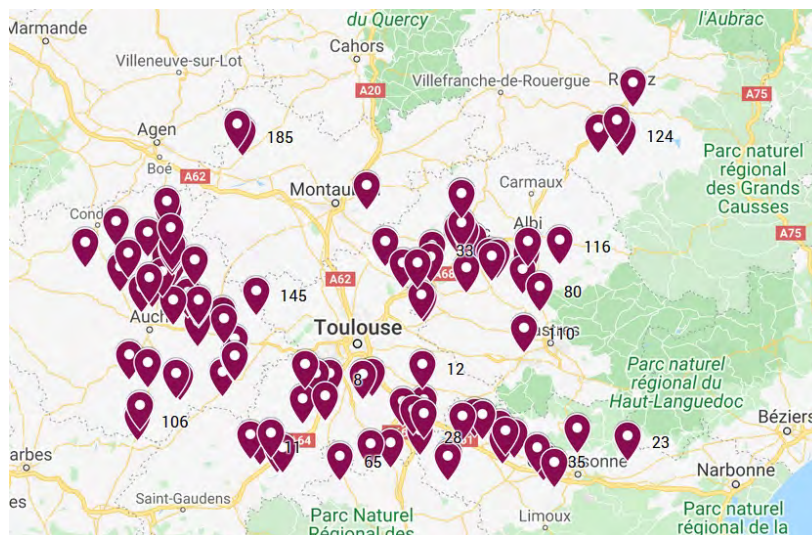 Marmande
du Quercy
l'Aubrac
Cahors
Villeneuve-sur-Lot
Villefranche-de-Rouergue
A20
A75
Agen
Boé
185
124
Parc naturel
régional
des Grands
Causses
A62
Carmaux
Albi
A75
33
116
A62
A68
80
145
Auch
Toulouse
110
12
8
Parc naturel
régional du
Haut-Languedoc
106
Béziers
11
28
23
65
35
Narbonne
Saint-Gaudens
Limoux
Parc Naturel
Régional des
Parc naturel
régional de la